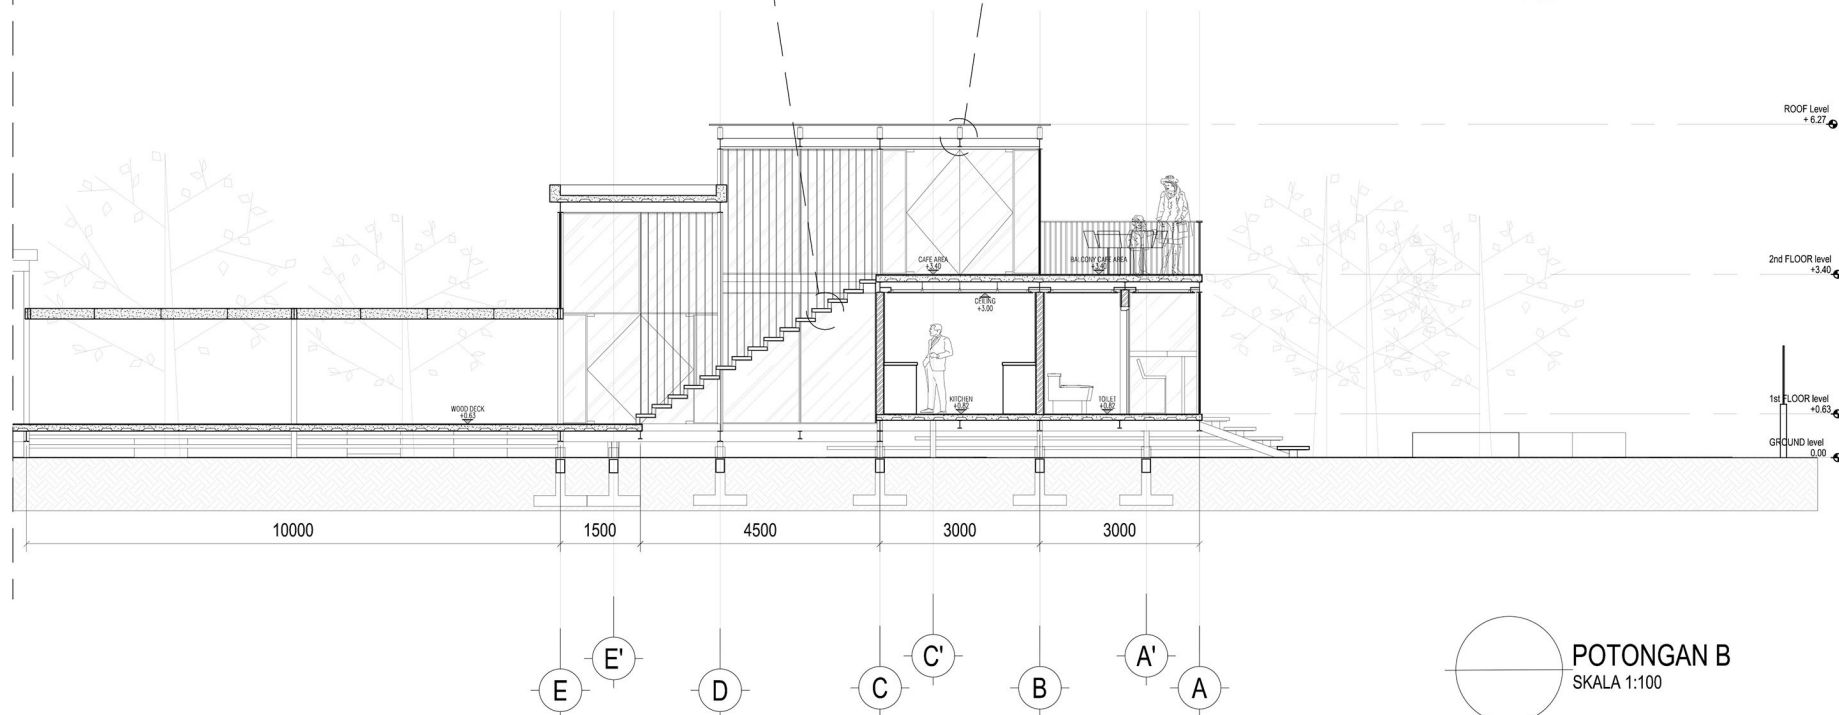 ROOF Level
+ 6.27
CAFE AREA
+3.40
BALCONY CAFE AREA
+3.40
2nd FLOOR level
+3.40
CEILING
+3.00
WOOD DECK
+0.63
KITCHEN
+0.82
TOILET
+0.82
1st FLOOR level
+0.63
GROUND level
0.00
10000
1500
4500
3000
3000
E
E'
D
C
C'
B
A'
A
POTONGAN B
SKALA 1:100